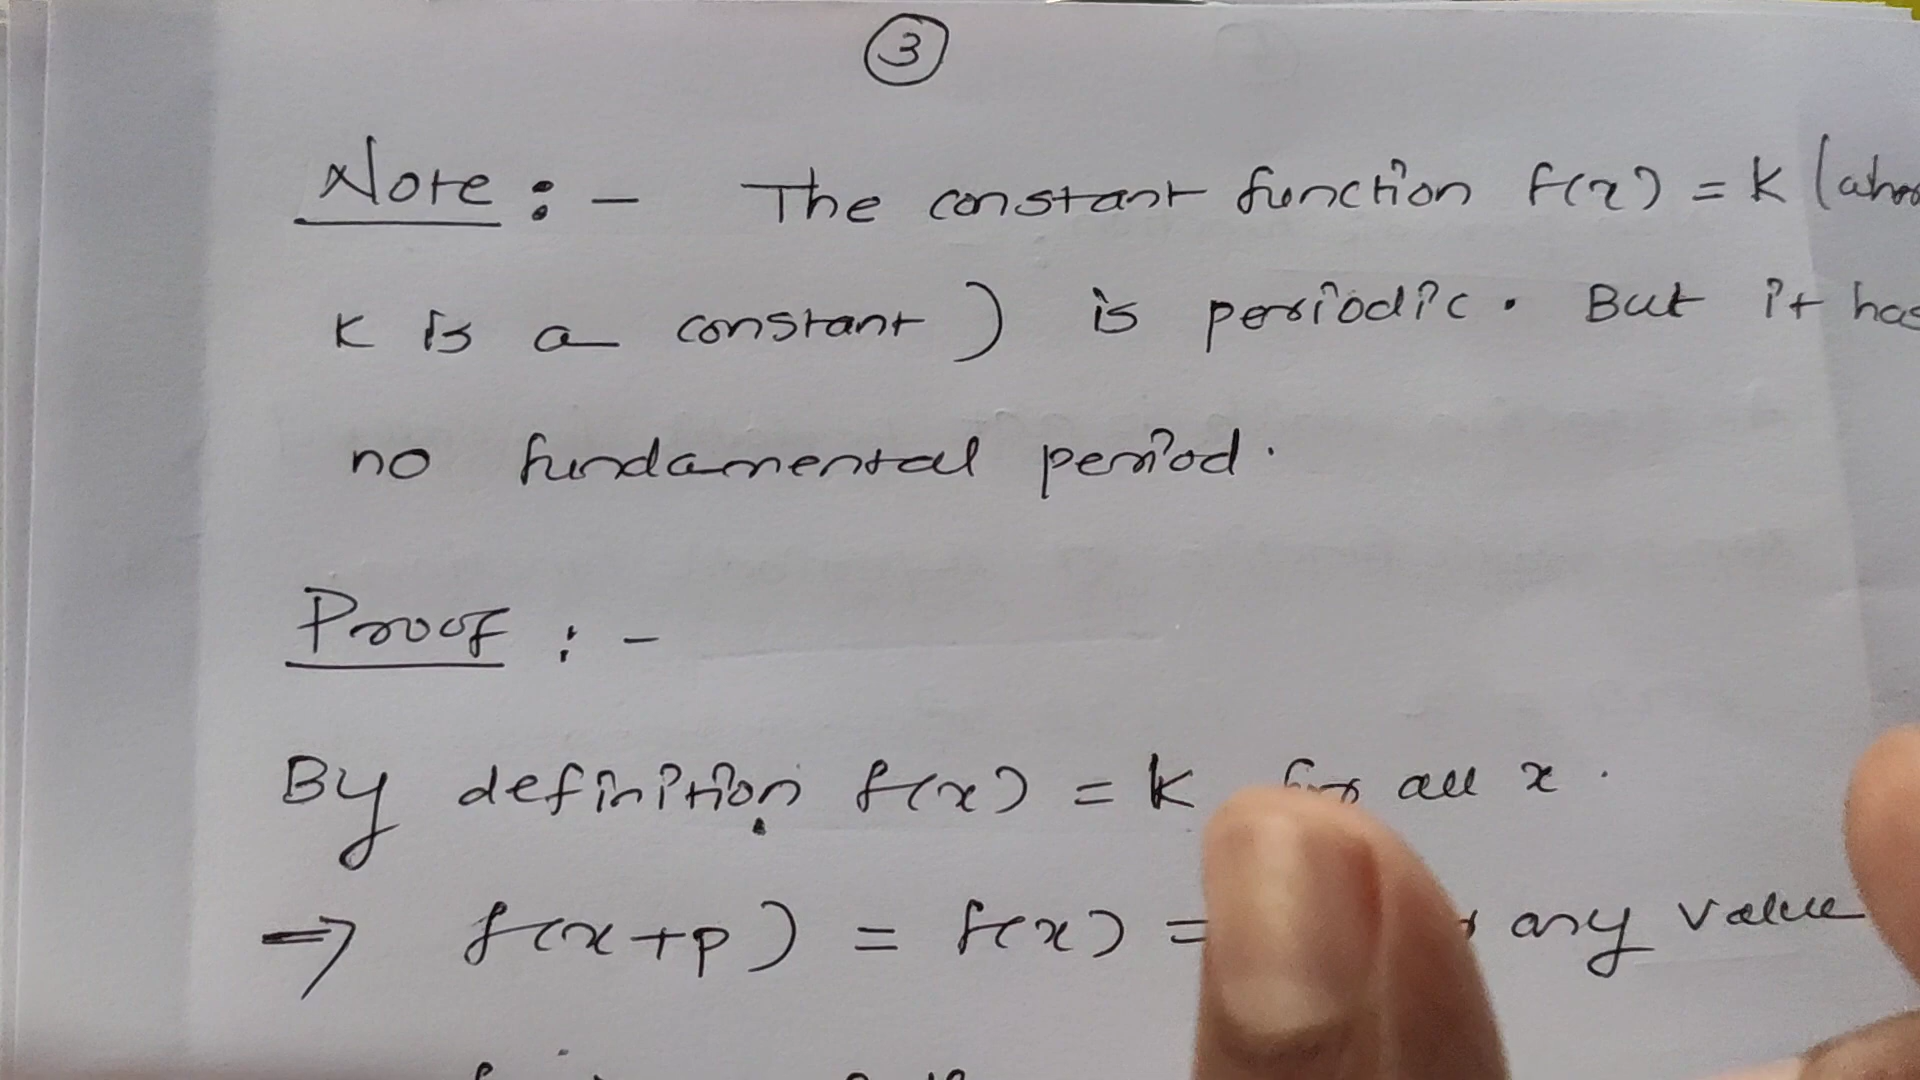 3
Note : - The constant function f(x) = k (
k is a constant ) is periodic . But it has
no fundamental period .
Proof : -
By definition f(x) = k for all x .
⇒ f(x+p) = f(x) = any value